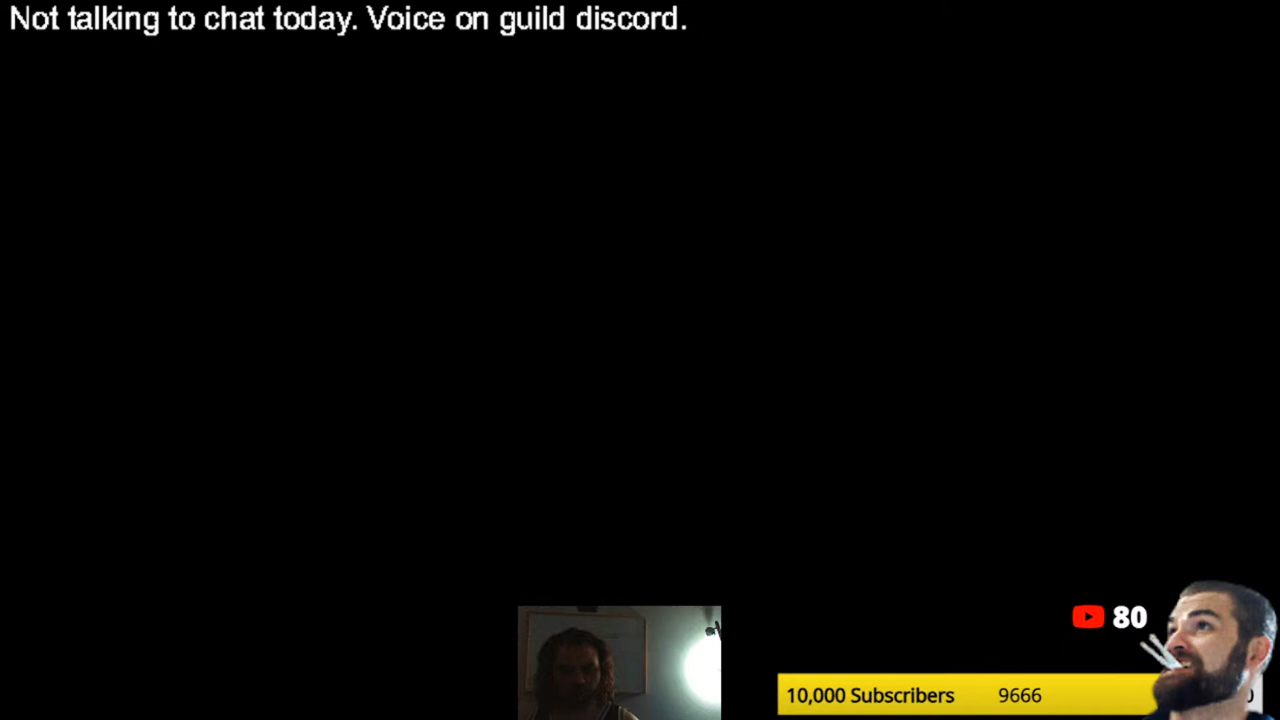 Not talking to chat today. Voice on guild discord.
80
10,000 Subscribers 9666